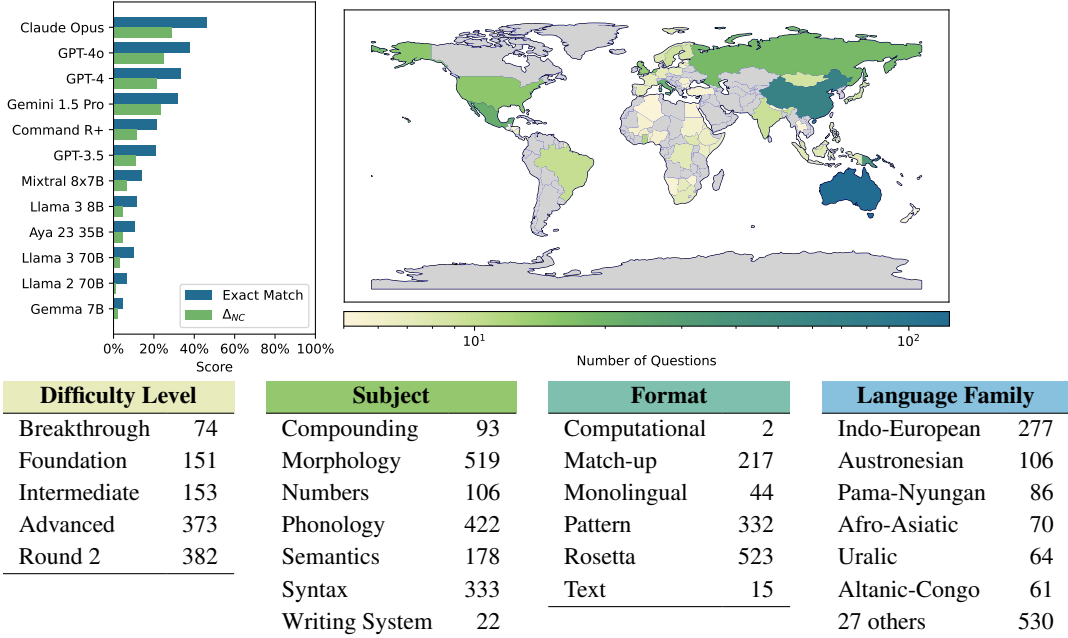 Claude Opus
GPT-4o
GPT-4
Gemini 1.5 Pro
Command R+
GPT-3.5
Mixtral 8x7B
Llama 3 8B
Aya 23 35B
Llama 3 70B
Llama 2 70B
Gemma 7B
Exact Match
Δ_NC
0% 20% 40% 60% 80% 100%
Score
10^1 10^2
Number of Questions
Difficulty Level
Breakthrough 74
Foundation 151
Intermediate 153
Advanced 373
Round 2 382
Subject
Compounding 93
Morphology 519
Numbers 106
Phonology 422
Semantics 178
Syntax 333
Writing System 22
Format
Computational 2
Match-up 217
Monolingual 44
Pattern 332
Rosetta 523
Text 15
Language Family
Indo-European 277
Austronesian 106
Pama-Nyungan 86
Afro-Asiatic 70
Uralic 64
Altanic-Congo 61
27 others 530